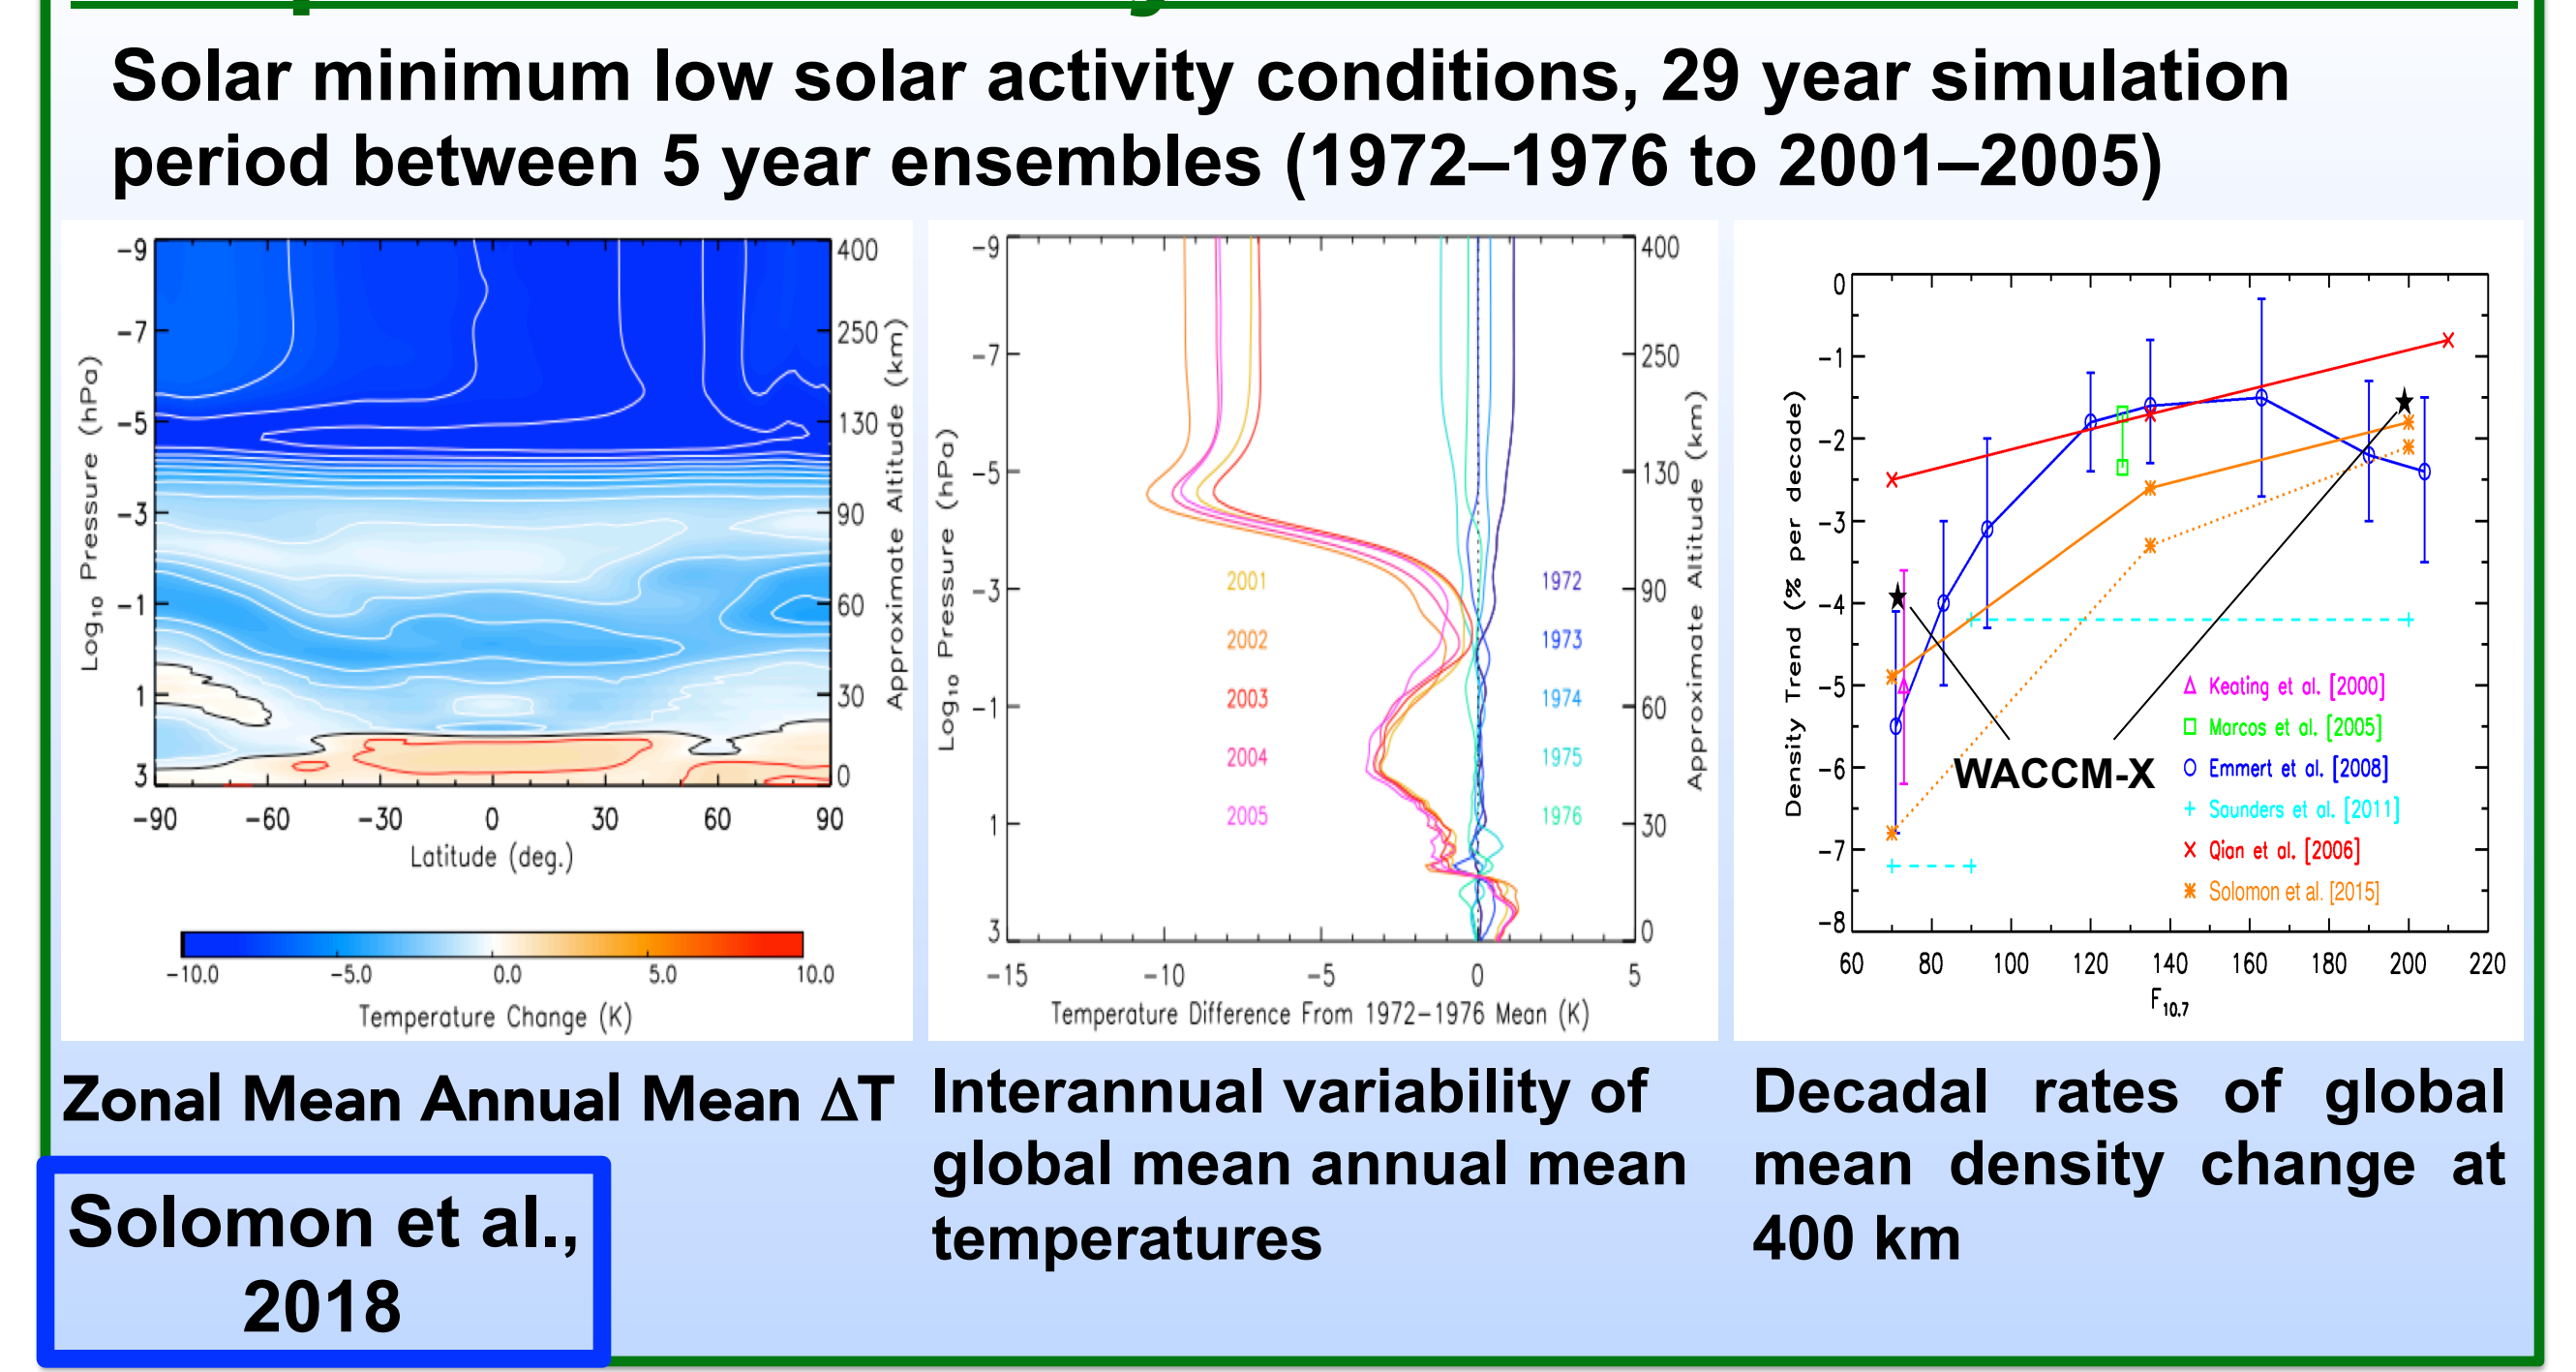 Solar minimum low solar activity conditions, 29 year simulation
period between 5 year ensembles (1972–1976 to 2001–2005)
-9
-7
-5
-3
-1
1
3
Log₁₀ Pressure (hPa)
400
250
130
90
60
30
0
Approximate Altitude (km)
-90 -60 -30 0 30 60 90
Latitude (deg.)
-10.0 -5.0 0.0 5.0 10.0
Temperature Change (K)
-9
-7
-5
-3
-1
1
3
Log₁₀ Pressure (hPa)
400
250
130
90
60
30
0
Approximate Altitude (km)
2001 1972
2002 1973
2003 1974
2004 1975
2005 1976
-15 -10 -5 0 5
Temperature Difference From 1972-1976 Mean (K)
0
-1
-2
-3
-4
-5
-6
-7
-8
Density Trend (% per decade)
WACCM-X
Keating et al. [2000]
Marcos et al. [2005]
Emmert et al. [2008]
Saunders et al. [2011]
Qian et al. [2006]
Solomon et al. [2015]
60 80 100 120 140 160 180 200 220
F₁₀.₇
Zonal Mean Annual Mean ΔT
Interannual variability of
global mean annual mean
temperatures
Decadal rates of global
mean density change at
400 km
Solomon et al.,
2018